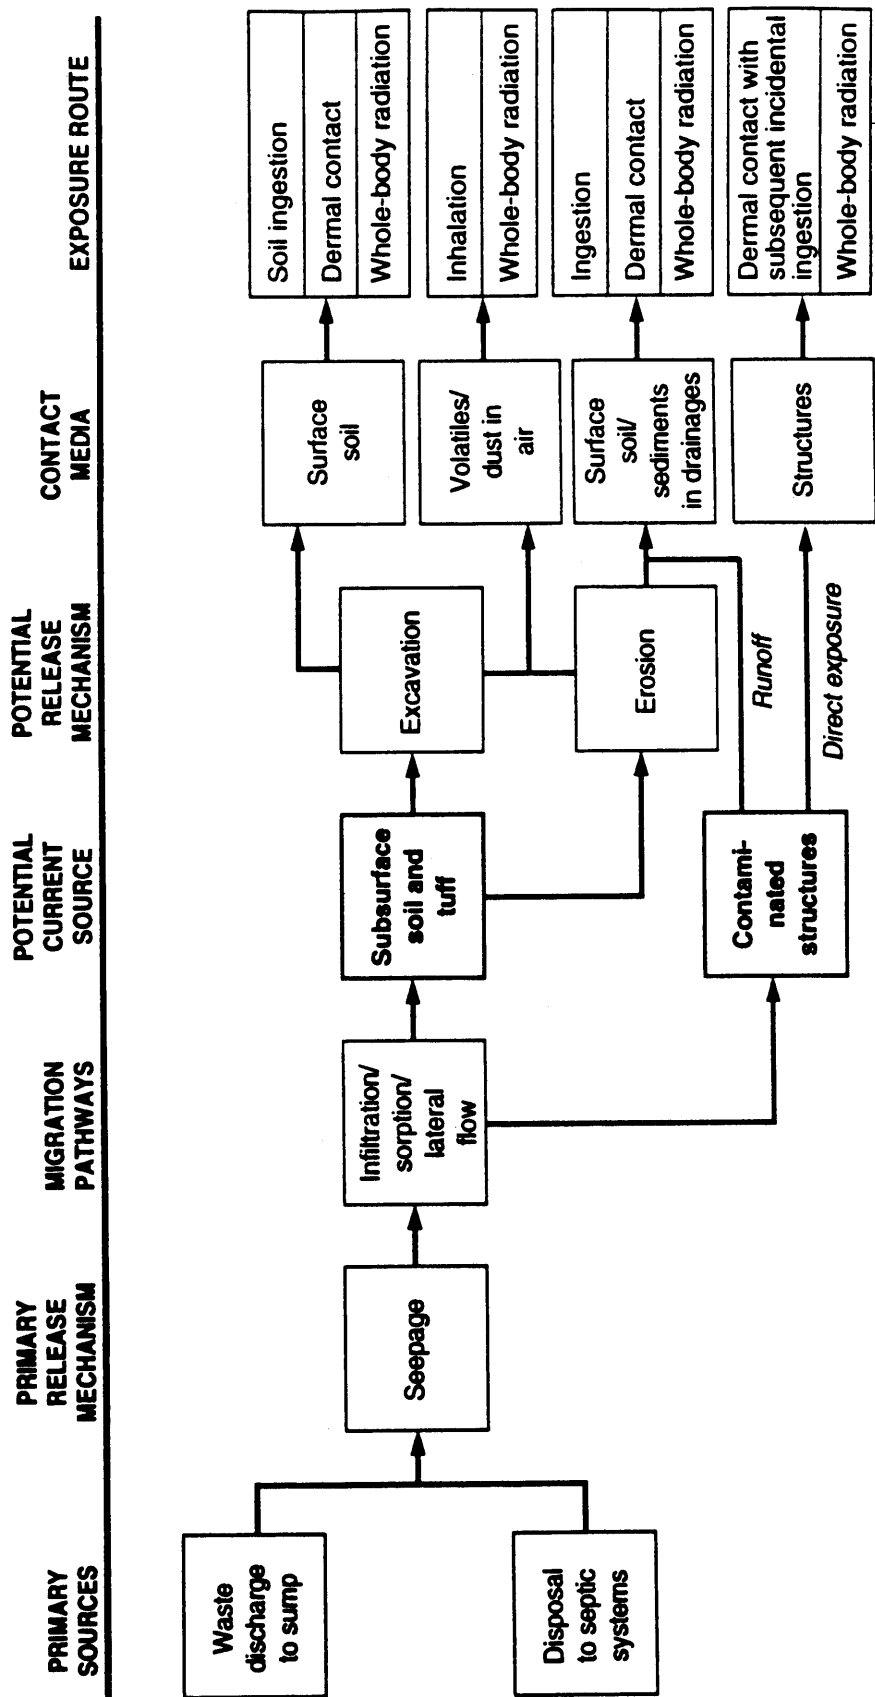 PRIMARY
SOURCES
PRIMARY
RELEASE
MECHANISM
MIGRATION
PATHWAYS
POTENTIAL
CURRENT
SOURCE
POTENTIAL
RELEASE
MECHANISM
CONTACT
MEDIA
EXPOSURE ROUTE
Waste
discharge
to sump
Disposal
to septic
systems
Seepage
Infiltration/
sorption/
lateral
flow
Subsurface
soil and
tuff
Contami-
nated
structures
Excavation
Erosion
Runoff
Direct exposure
Surface
soil
Volatiles/
dust in
air
Surface
soil/
sediments
in drainages
Structures
Soil ingestion
Dermal contact
Whole-body radiation
Inhalation
Whole-body radiation
Ingestion
Dermal contact
Whole-body radiation
Dermal contact with
subsequent incidental
ingestion
Whole-body radiation